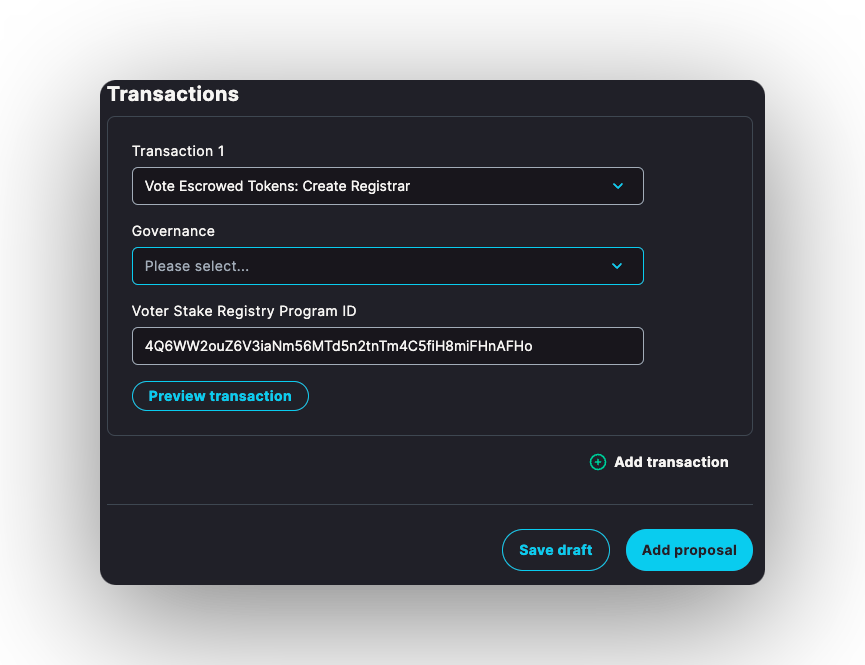 Transactions
Transaction 1
Vote Escrowed Tokens: Create Registrar
Governance
Please select...
Voter Stake Registry Program ID
4Q6WW2ouZ6V3iaNm56MTd5n2tnTm4C5fiH8miFHnAFHo
Preview transaction
Add transaction
Save draft
Add proposal